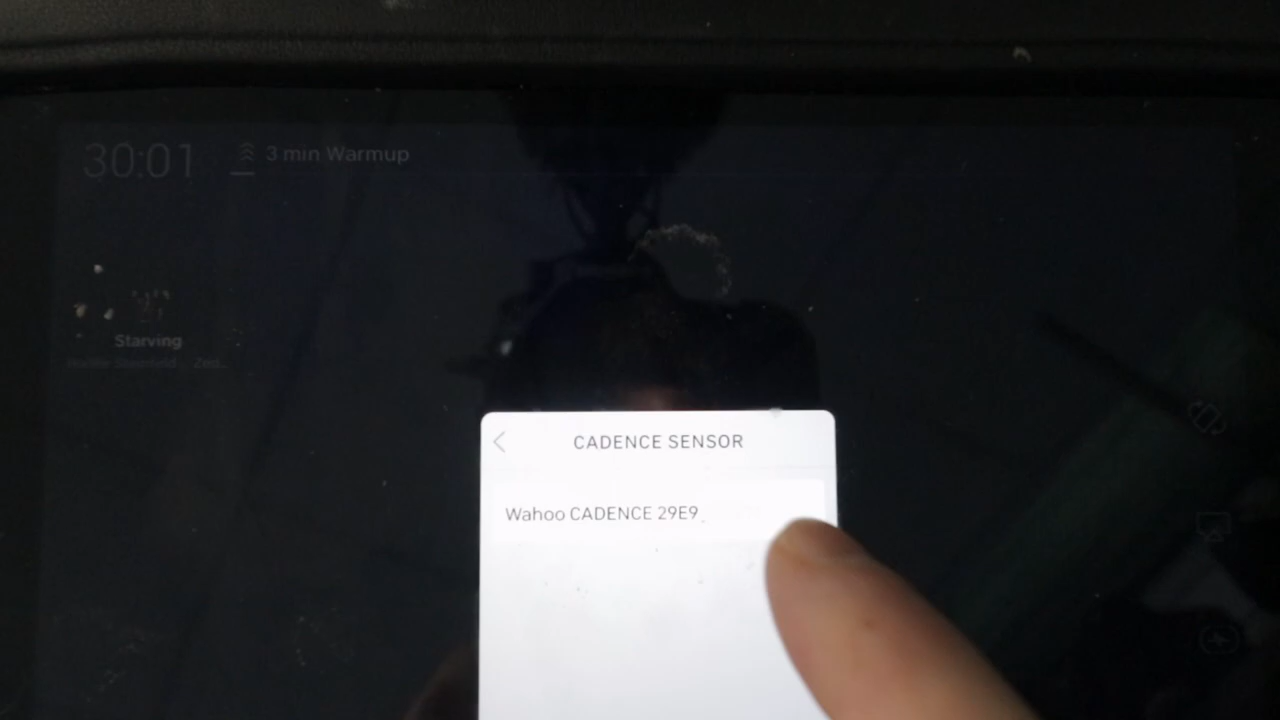 30:01
3 min Warmup
Starving
CADENCE SENSOR
Wahoo CADENCE 29E9